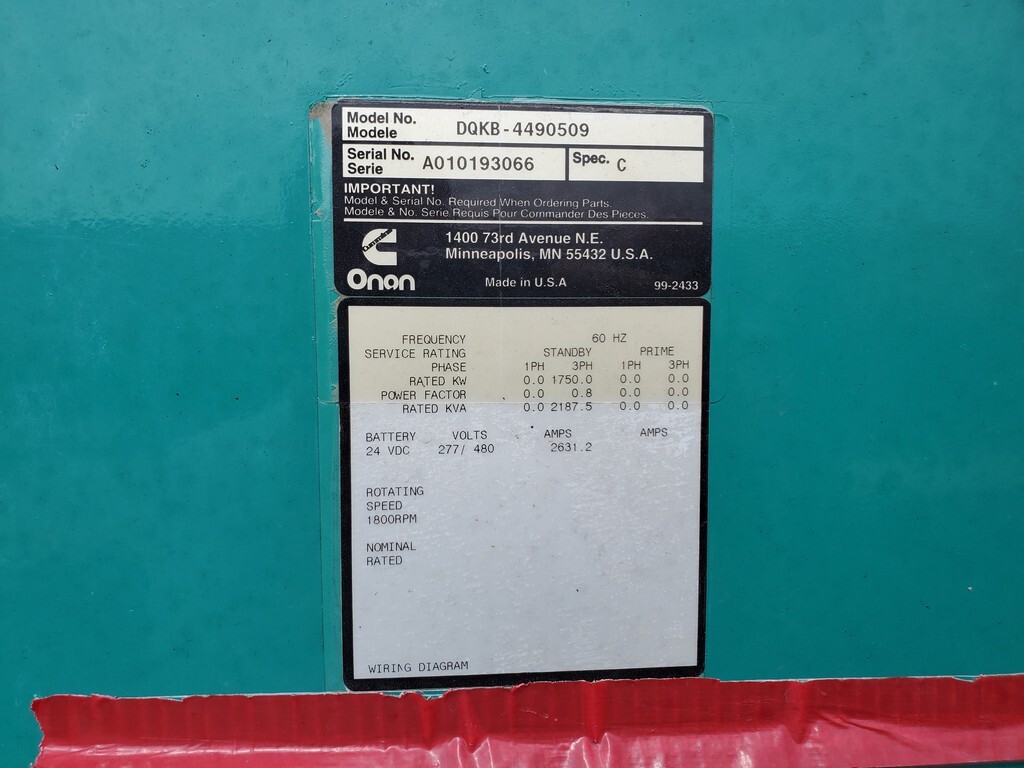 Model No.
Modele DQKB-4490509
Serial No.
Serie A010193066 Spec. C
IMPORTANT!
Model & Serial No. Required When Ordering Parts.
Modele & No. Serie Requis Pour Commander Des Pieces.
Cummins
Onan
1400 73rd Avenue N.E.
Minneapolis, MN 55432 U.S.A.
Made in U.S.A 99-2433
FREQUENCY 60 HZ
SERVICE RATING STANDBY PRIME
PHASE 1PH 3PH 1PH 3PH
RATED KW 0.0 1750.0 0.0 0.0
POWER FACTOR 0.0 0.8 0.0 0.0
RATED KVA 0.0 2187.5 0.0 0.0
BATTERY VOLTS AMPS AMPS
24 VDC 277/ 480 2631.2
ROTATING
SPEED
1800RPM
NOMINAL
RATED
WIRING DIAGRAM